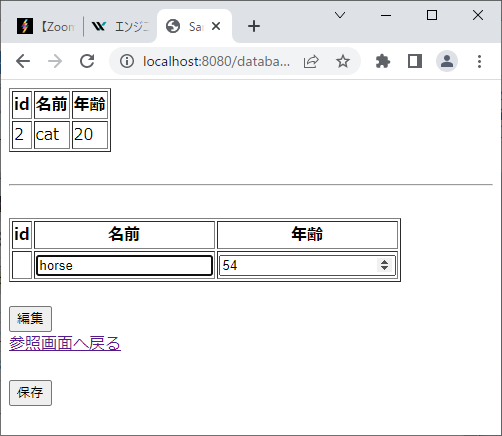 【Zoom
エンジニ
Sa
localhost:8080/databa...
id 名前 年齢
2 cat 20
id 名前 年齢
horse 54
編集
参照画面へ戻る
保存